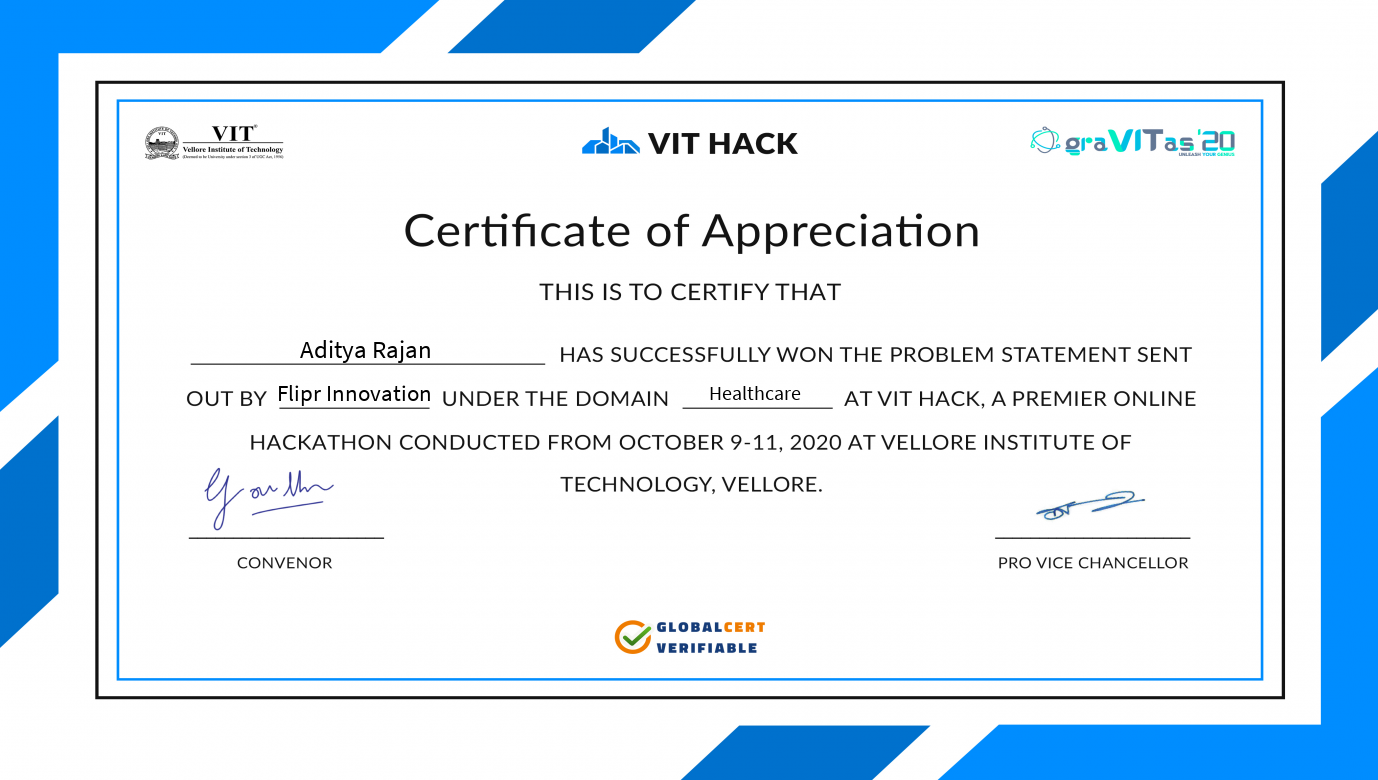 VIT®
Vellore Institute of Technology
(Deemed to be University under section 3 of UGC Act, 1956)
VIT HACK
graVITas'20
UNLEASH YOUR GENIUS
Certificate of Appreciation
THIS IS TO CERTIFY THAT
Aditya Rajan HAS SUCCESSFULLY WON THE PROBLEM STATEMENT SENT
OUT BY Flipr Innovation UNDER THE DOMAIN Healthcare AT VIT HACK, A PREMIER ONLINE
HACKATHON CONDUCTED FROM OCTOBER 9-11, 2020 AT VELLORE INSTITUTE OF
TECHNOLOGY, VELLORE.
CONVENOR
PRO VICE CHANCELLOR
GLOBALCERT
VERIFIABLE